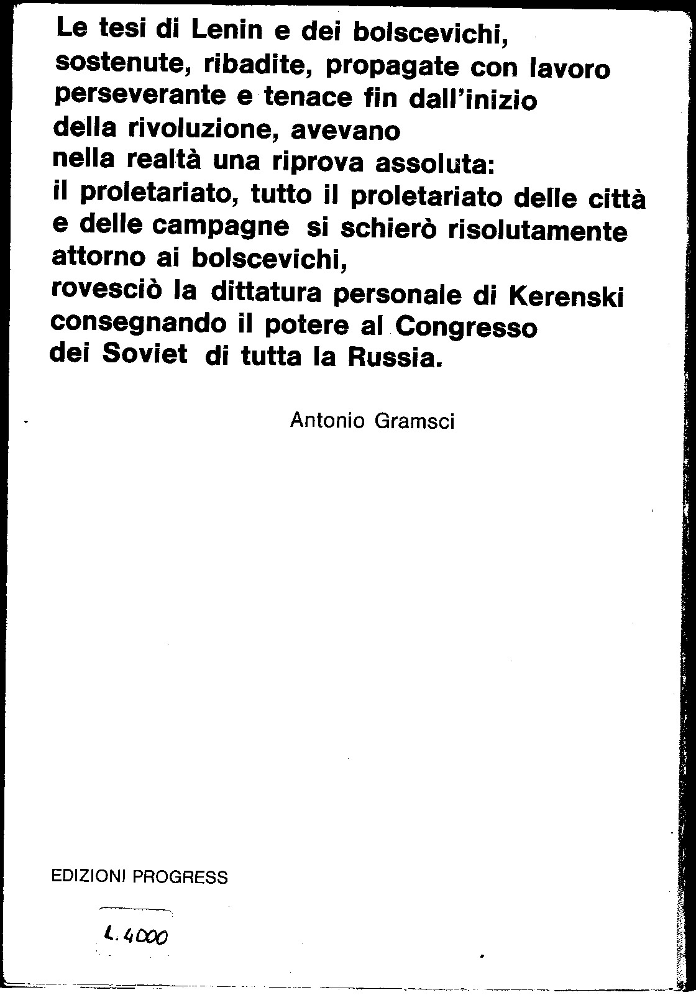 Le tesi di Lenin e dei bolscevichi,
sostenute, ribadite, propagate con lavoro
perseverante e tenace fin dall'inizio
della rivoluzione, avevano
nella realtà una riprova assoluta:
il proletariato, tutto il proletariato delle città
e delle campagne si schierò risolutamente
attorno ai bolscevichi,
rovesciò la dittatura personale di Kerenski
consegnando il potere al Congresso
dei Soviet di tutta la Russia.
Antonio Gramsci
EDIZIONI PROGRESS
L. 4000